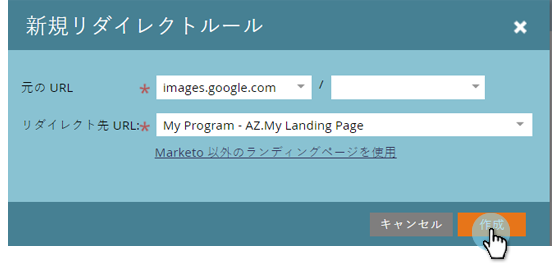 新規リダイレクトルール
元の URL * images.google.com /
リダイレクト先 URL:* My Program - AZ.My Landing Page
Marketo 以外のランディングページを使用
キャンセル 作成